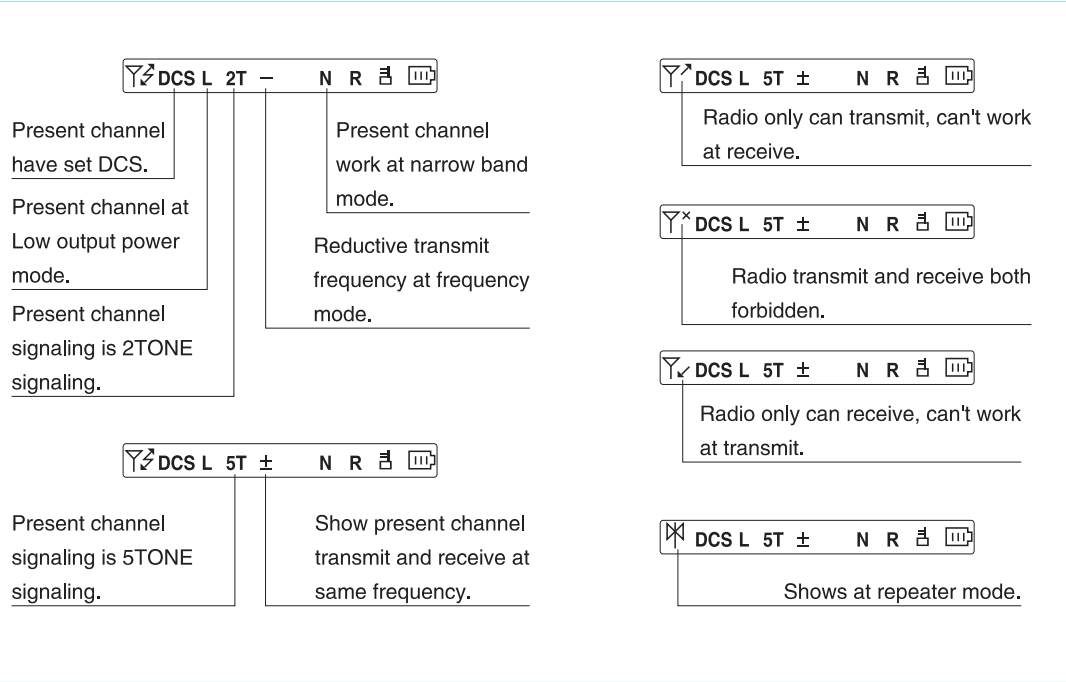 DCS L 2T − N R
Present channel
have set DCS.
Present channel at
Low output power
mode.
Present channel
signaling is 2TONE
signaling.
Present channel
work at narrow band
mode.
Reductive transmit
frequency at frequency
mode.
DCS L 5T ± N R
Present channel
signaling is 5TONE
signaling.
Show present channel
transmit and receive at
same frequency.
DCS L 5T ± N R
Radio only can transmit, can't work
at receive.
DCS L 5T ± N R
Radio transmit and receive both
forbidden.
DCS L 5T ± N R
Radio only can receive, can't work
at transmit.
DCS L 5T ± N R
Shows at repeater mode.